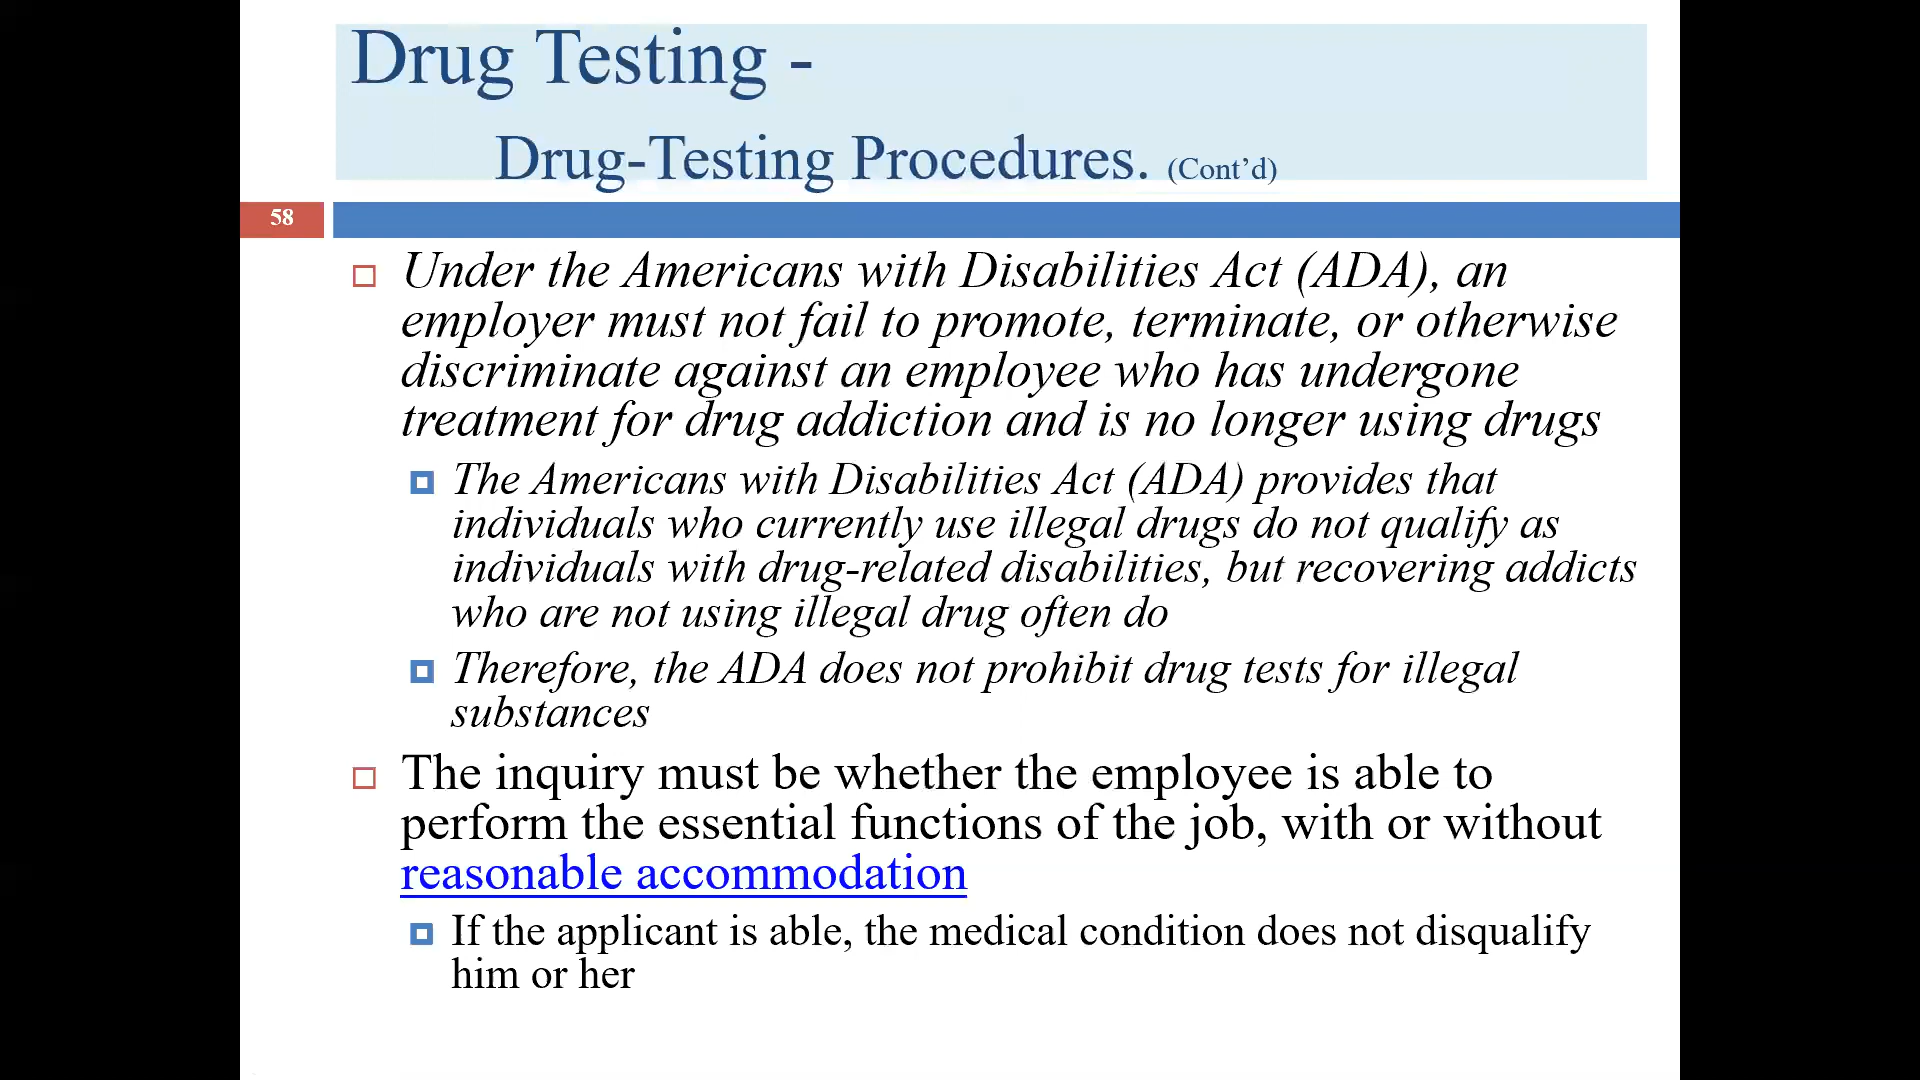 Drug Testing -
Drug-Testing Procedures. (Cont’d)
58
Under the Americans with Disabilities Act (ADA), an
employer must not fail to promote, terminate, or otherwise
discriminate against an employee who has undergone
treatment for drug addiction and is no longer using drugs
The Americans with Disabilities Act (ADA) provides that
individuals who currently use illegal drugs do not qualify as
individuals with drug-related disabilities, but recovering addicts
who are not using illegal drug often do
Therefore, the ADA does not prohibit drug tests for illegal
substances
The inquiry must be whether the employee is able to
perform the essential functions of the job, with or without
reasonable accommodation
If the applicant is able, the medical condition does not disqualify
him or her